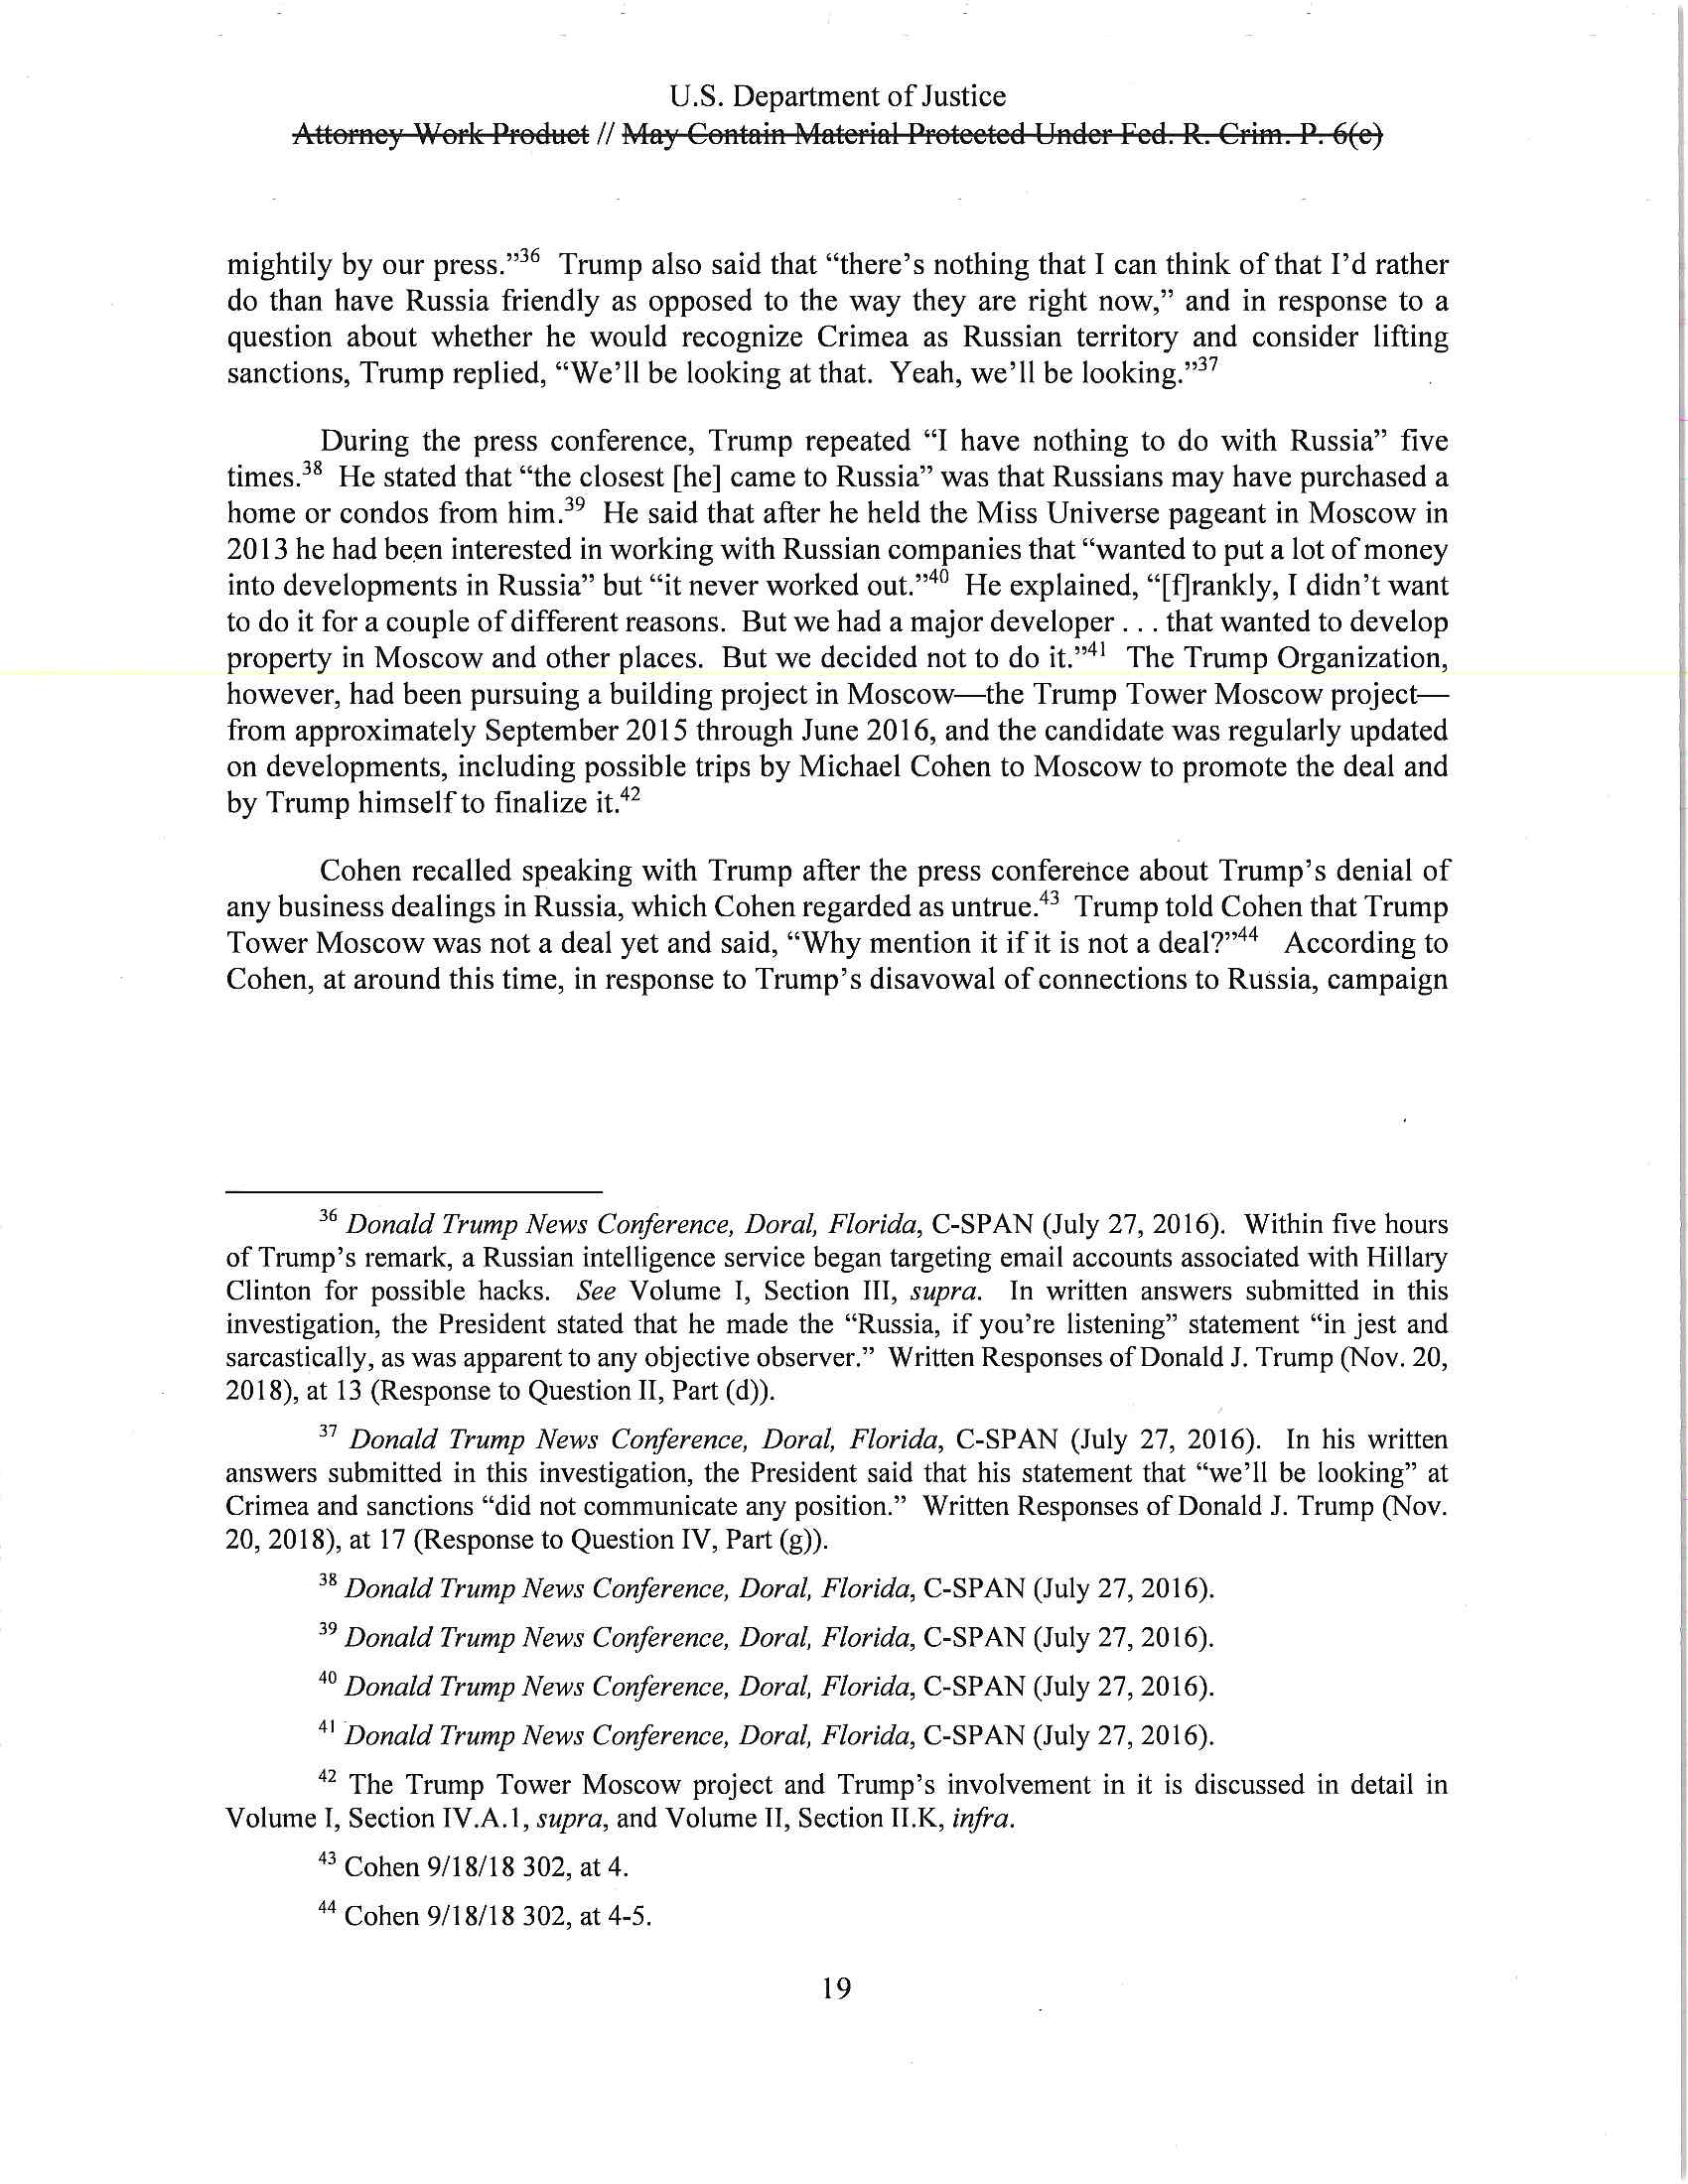 U.S. Department of Justice
Attorney Work Product // May Contain Material Protected Under Fed. R. Crim. P. 6(e)
mightily by our press.”36 Trump also said that “there’s nothing that I can think of that I’d rather
do than have Russia friendly as opposed to the way they are right now,” and in response to a
question about whether he would recognize Crimea as Russian territory and consider lifting
sanctions, Trump replied, “We’ll be looking at that. Yeah, we’ll be looking.”37
During the press conference, Trump repeated “I have nothing to do with Russia” five
times.38 He stated that “the closest [he] came to Russia” was that Russians may have purchased a
home or condos from him.39 He said that after he held the Miss Universe pageant in Moscow in
2013 he had been interested in working with Russian companies that “wanted to put a lot of money
into developments in Russia” but “it never worked out.”40 He explained, “[f]rankly, I didn’t want
to do it for a couple of different reasons. But we had a major developer . . . that wanted to develop
property in Moscow and other places. But we decided not to do it.”41 The Trump Organization,
however, had been pursuing a building project in Moscow—the Trump Tower Moscow project—
from approximately September 2015 through June 2016, and the candidate was regularly updated
on developments, including possible trips by Michael Cohen to Moscow to promote the deal and
by Trump himself to finalize it.42
Cohen recalled speaking with Trump after the press conference about Trump’s denial of
any business dealings in Russia, which Cohen regarded as untrue.43 Trump told Cohen that Trump
Tower Moscow was not a deal yet and said, “Why mention it if it is not a deal?”44 According to
Cohen, at around this time, in response to Trump’s disavowal of connections to Russia, campaign
36 Donald Trump News Conference, Doral, Florida, C-SPAN (July 27, 2016). Within five hours
of Trump’s remark, a Russian intelligence service began targeting email accounts associated with Hillary
Clinton for possible hacks. See Volume I, Section III, supra. In written answers submitted in this
investigation, the President stated that he made the “Russia, if you’re listening” statement “in jest and
sarcastically, as was apparent to any objective observer.” Written Responses of Donald J. Trump (Nov. 20,
2018), at 13 (Response to Question II, Part (d)).
37 Donald Trump News Conference, Doral, Florida, C-SPAN (July 27, 2016). In his written
answers submitted in this investigation, the President said that his statement that “we’ll be looking” at
Crimea and sanctions “did not communicate any position.” Written Responses of Donald J. Trump (Nov.
20, 2018), at 17 (Response to Question IV, Part (g)).
38 Donald Trump News Conference, Doral, Florida, C-SPAN (July 27, 2016).
39 Donald Trump News Conference, Doral, Florida, C-SPAN (July 27, 2016).
40 Donald Trump News Conference, Doral, Florida, C-SPAN (July 27, 2016).
41 Donald Trump News Conference, Doral, Florida, C-SPAN (July 27, 2016).
42 The Trump Tower Moscow project and Trump’s involvement in it is discussed in detail in
Volume I, Section IV.A.1, supra, and Volume II, Section II.K, infra.
43 Cohen 9/18/18 302, at 4.
44 Cohen 9/18/18 302, at 4-5.
19